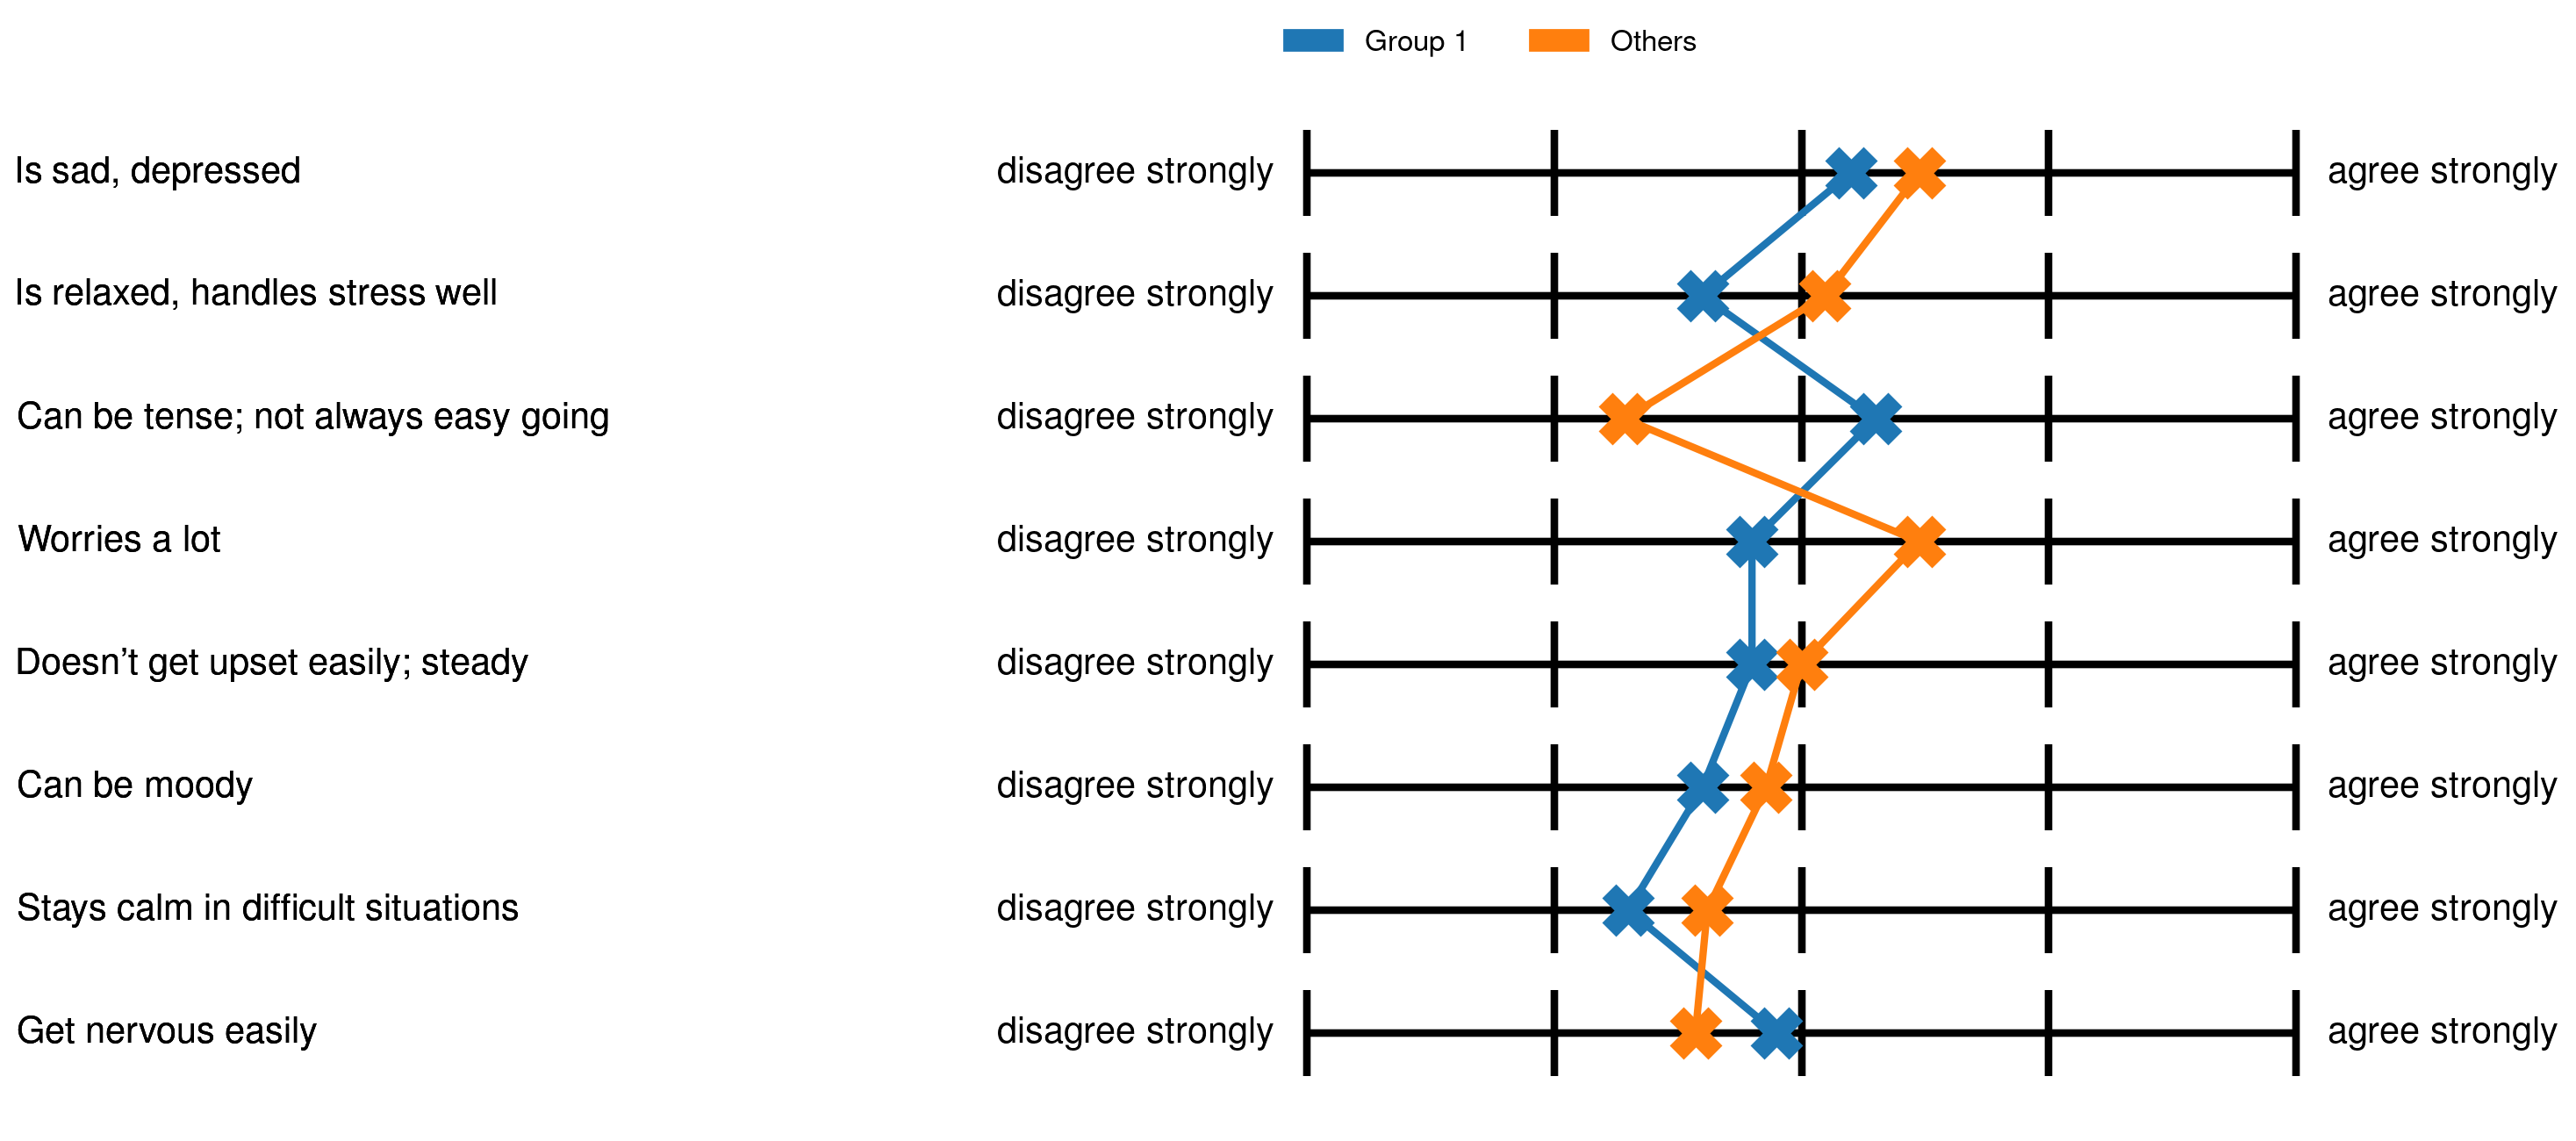 Group 1 Others
Is sad, depressed disagree strongly agree strongly
Is relaxed, handles stress well disagree strongly agree strongly
Can be tense; not always easy going disagree strongly agree strongly
Worries a lot disagree strongly agree strongly
Doesn’t get upset easily; steady disagree strongly agree strongly
Can be moody disagree strongly agree strongly
Stays calm in difficult situations disagree strongly agree strongly
Get nervous easily disagree strongly agree strongly